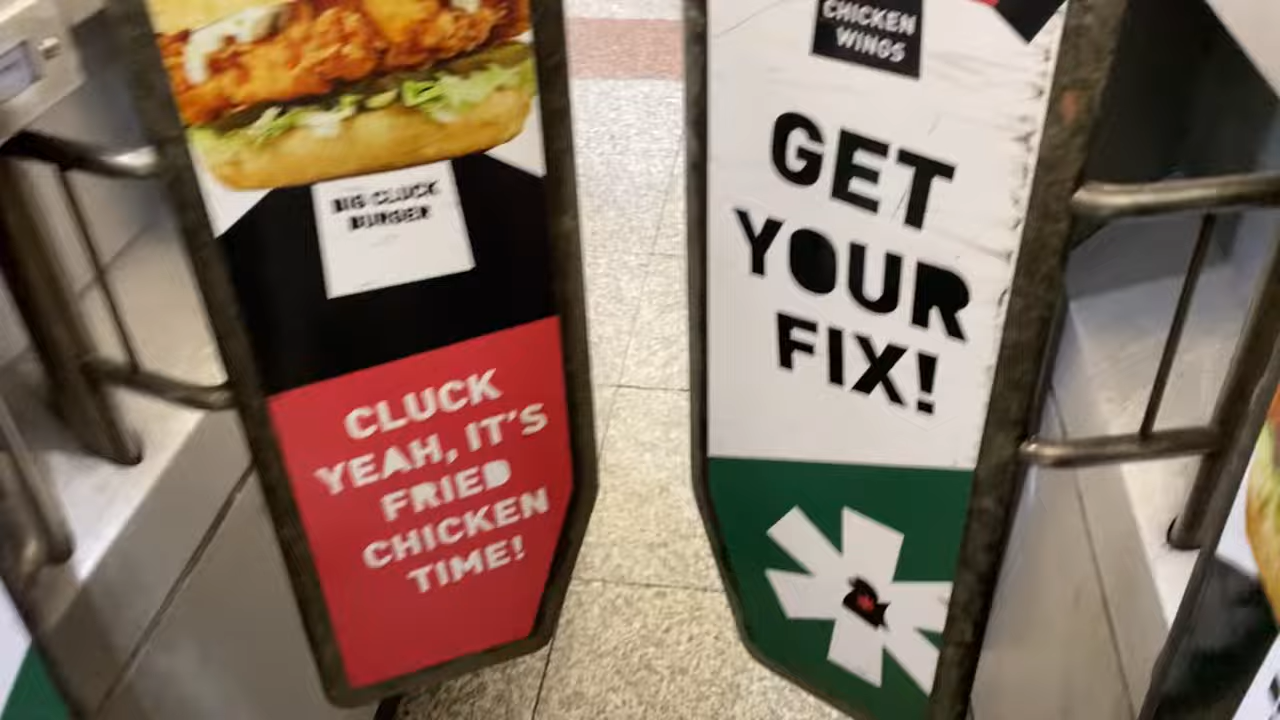 BIG CLUCK
BURGER
CLUCK
YEAH, IT'S
FRIED
CHICKEN
TIME!
CHICKEN
WINGS
GET
YOUR
FIX!